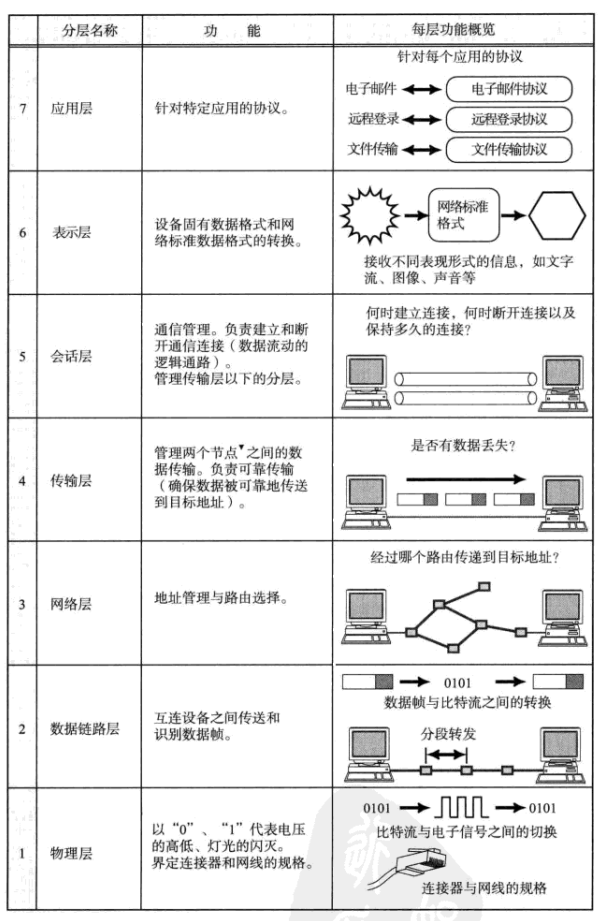 分层名称
功 能
每层功能概览
7
应用层
针对特定应用的协议。
针对每个应用的协议
电子邮件
电子邮件协议
远程登录
远程登录协议
文件传输
文件传输协议
6
表示层
设备固有数据格式和网
络标准数据格式的转换。
网络标准
格式
接收不同表现形式的信息，如文字
流、图像、声音等
5
会话层
通信管理。负责建立和断
开通信连接（数据流动的
逻辑通路）。
管理传输层以下的分层。
何时建立连接，何时断开连接以及
保持多久的连接？
4
传输层
管理两个节点▼之间的数
据传输。负责可靠传输
（确保数据被可靠地传送
到目标地址）。
是否有数据丢失？
3
网络层
地址管理与路由选择。
经过哪个路由传递到目标地址？
2
数据链路层
互连设备之间传送和
识别数据帧。
0101
数据帧与比特流之间的转换
分段转发
1
物理层
以“0”、“1”代表电压
的高低、灯光的闪灭。
界定连接器和网线的规格。
0101
0101
比特流与电子信号之间的切换
连接器与网线的规格